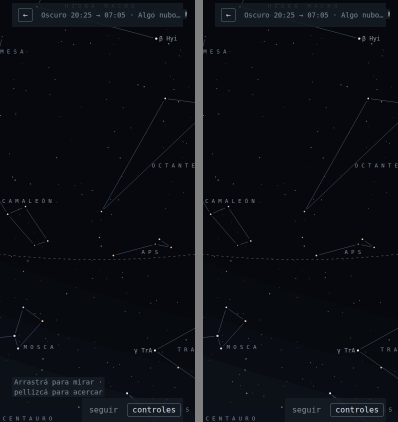 ← Oscuro 20:25 → 07:05 · Algo nubo…
β Hyi
MESA
OCTANTE
CAMALEÓN
APS
MOSCA
γ TrA
TRA
Arrastrá para mirar ·
pellizcá para acercar
seguir controles
S
CENTAURO
← Oscuro 20:25 → 07:05 · Algo nubo…
β Hyi
MESA
OCTANTE
CAMALEÓN
APS
MOSCA
γ TrA
TRA
seguir controles
S
CENTAURO